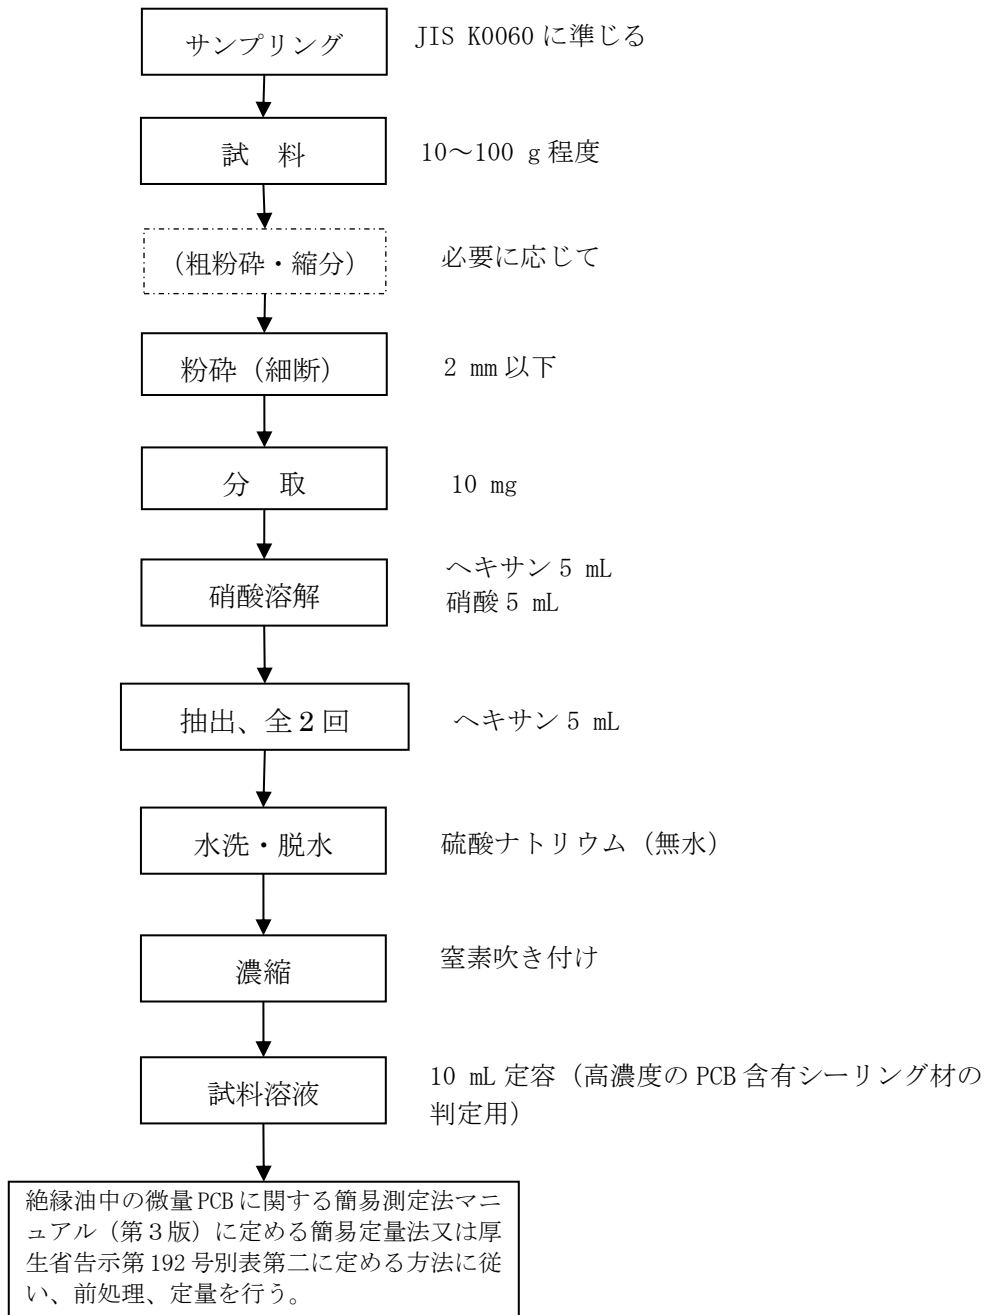 サンプリング JIS K0060 に準じる
試　料 10～100 g 程度
（粗粉砕・縮分） 必要に応じて
粉砕（細断） 2 mm 以下
分　取 10 mg
硝酸溶解 ヘキサン 5 mL
硝酸 5 mL
抽出、全２回 ヘキサン 5 mL
水洗・脱水 硫酸ナトリウム（無水）
濃縮 窒素吹き付け
試料溶液 10 mL 定容（高濃度の PCB 含有シーリング材の
判定用）
絶縁油中の微量 PCB に関する簡易測定法マニ
ュアル（第３版）に定める簡易定量法又は厚
生省告示第 192 号別表第二に定める方法に従
い、前処理、定量を行う。